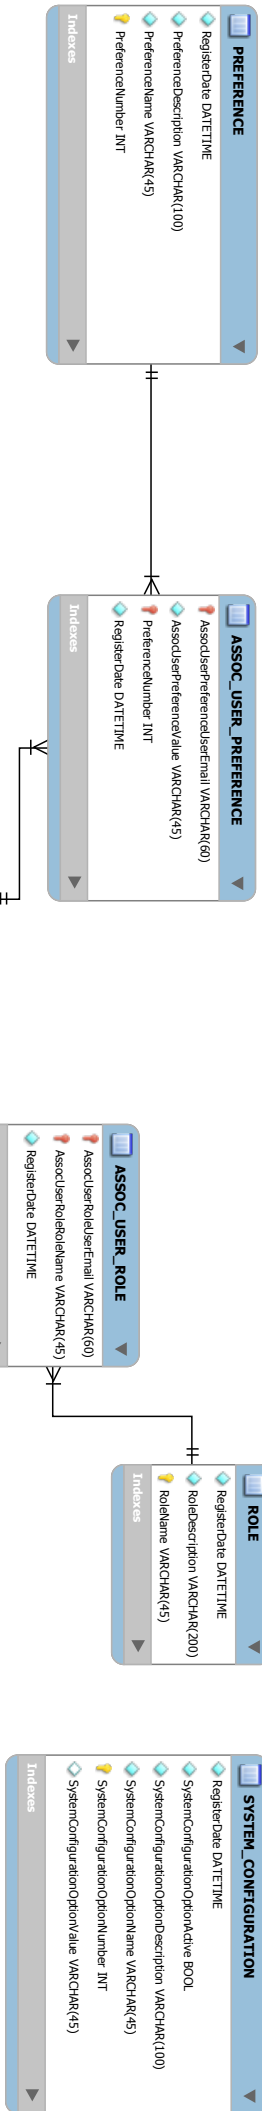 PREFERENCE
RegisterDate DATETIME
PreferenceDescription VARCHAR(100)
PreferenceName VARCHAR(45)
PreferenceNumber INT
Indexes
ASSOC_USER_PREFERENCE
AssocUserPreferenceUserEmail VARCHAR(60)
AssocUserPreferenceValue VARCHAR(45)
PreferenceNumber INT
RegisterDate DATETIME
Indexes
ASSOC_USER_ROLE
AssocUserRoleUserEmail VARCHAR(60)
AssocUserRoleRoleName VARCHAR(45)
RegisterDate DATETIME
ROLE
RegisterDate DATETIME
RoleDescription VARCHAR(200)
RoleName VARCHAR(45)
Indexes
SYSTEM_CONFIGURATION
RegisterDate DATETIME
SystemConfigurationOptionActive BOOL
SystemConfigurationOptionDescription VARCHAR(100)
SystemConfigurationOptionName VARCHAR(45)
SystemConfigurationOptionNumber INT
SystemConfigurationOptionValue VARCHAR(45)
Indexes